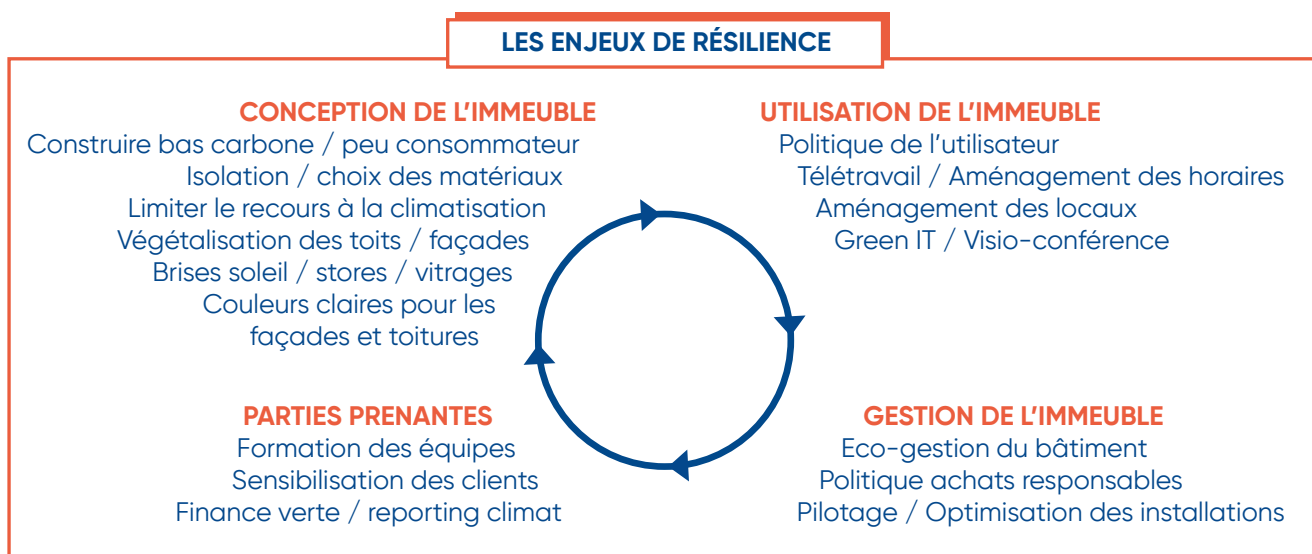 LES ENJEUX DE RÉSILIENCE
CONCEPTION DE L'IMMEUBLE
Construire bas carbone / peu consommateur
Isolation / choix des matériaux
Limiter le recours à la climatisation
Végétalisation des toits / façades
Brises soleil / stores / vitrages
Couleurs claires pour les
façades et toitures
UTILISATION DE L'IMMEUBLE
Politique de l'utilisateur
Télétravail / Aménagement des horaires
Aménagement des locaux
Green IT / Visio-conférence
PARTIES PRENANTES
Formation des équipes
Sensibilisation des clients
Finance verte / reporting climat
GESTION DE L'IMMEUBLE
Eco-gestion du bâtiment
Politique achats responsables
Pilotage / Optimisation des installations